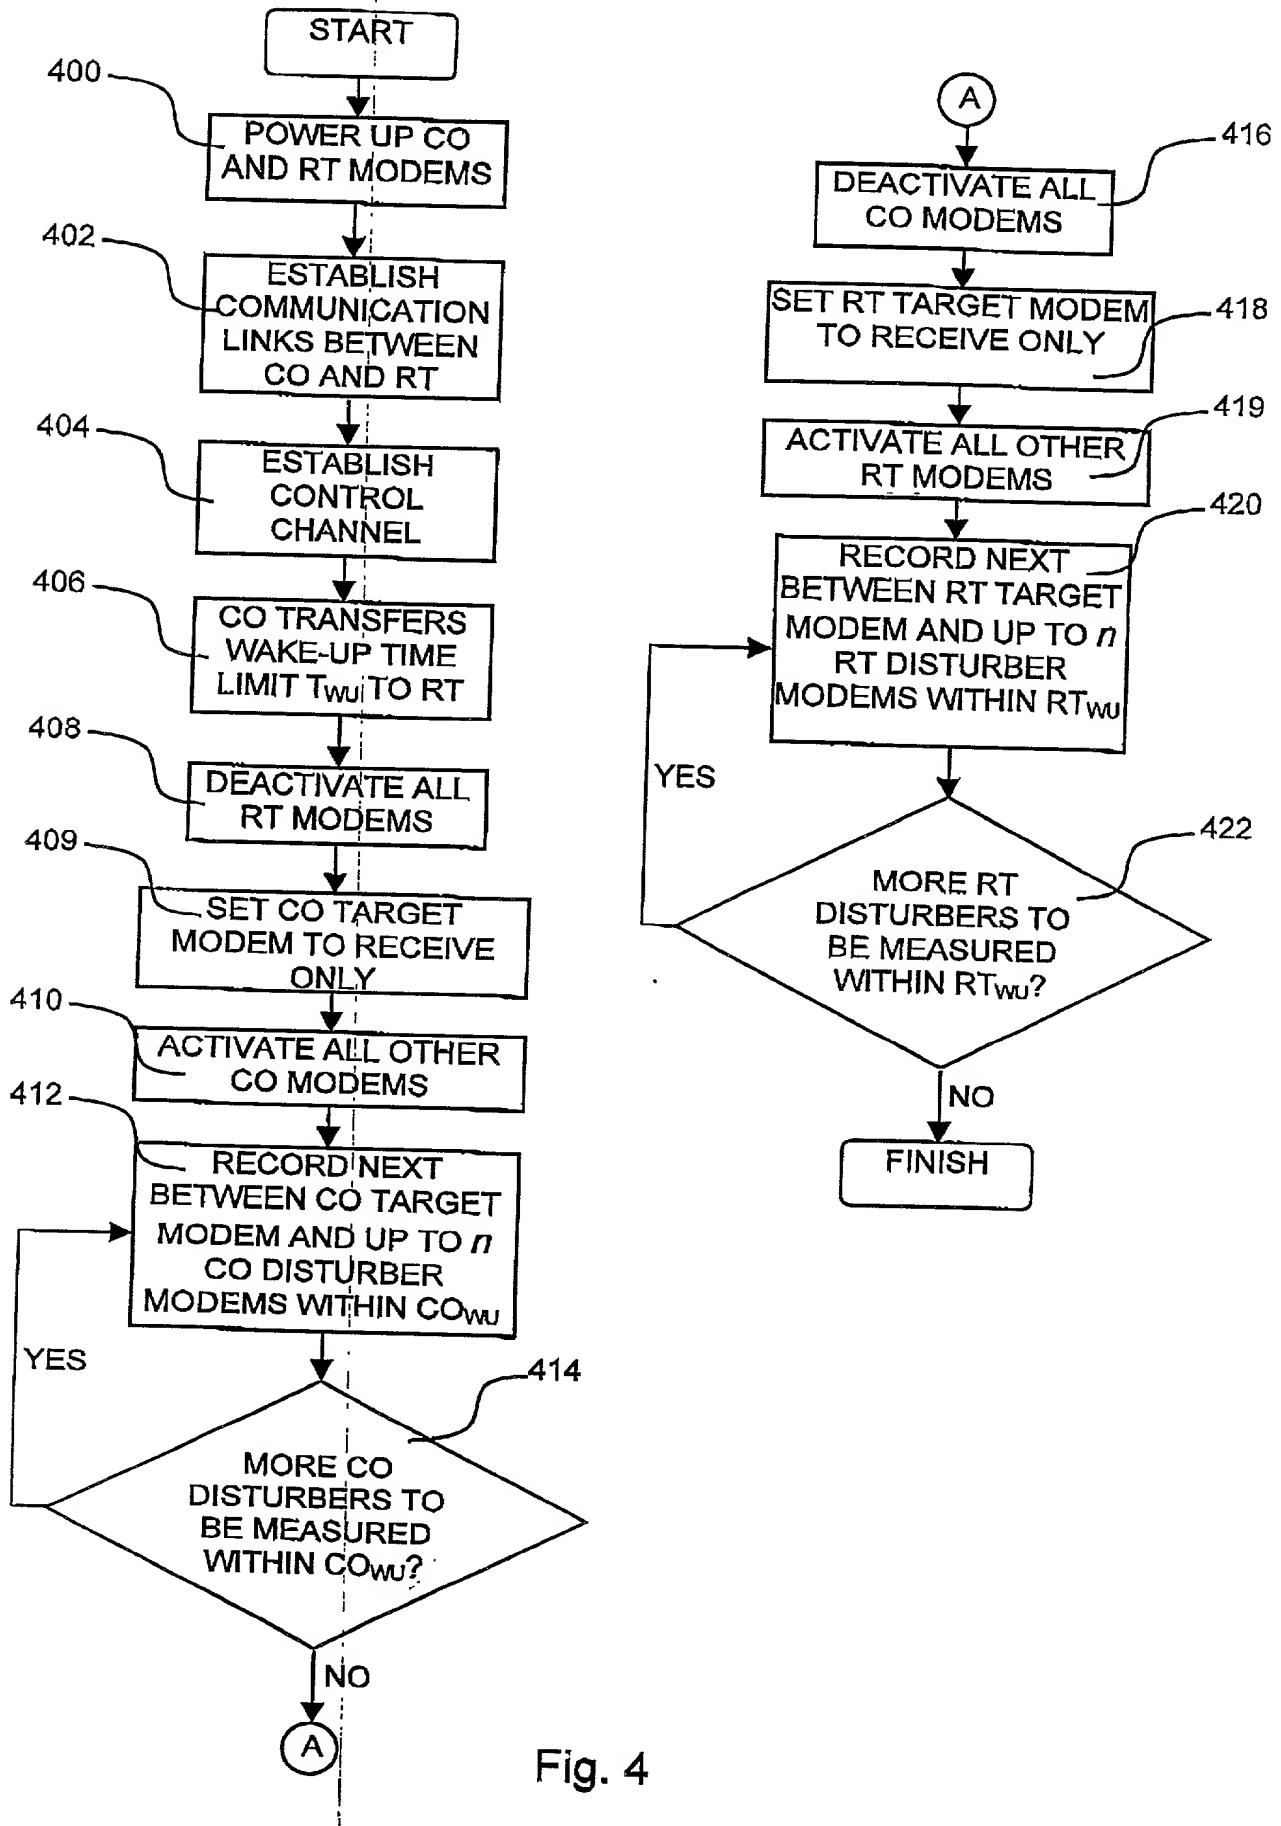 START
400
POWER UP CO
AND RT MODEMS
402
ESTABLISH
COMMUNICATION
LINKS BETWEEN
CO AND RT
404
ESTABLISH
CONTROL
CHANNEL
406
CO TRANSFERS
WAKE-UP TIME
LIMIT TWU TO RT
408
DEACTIVATE ALL
RT MODEMS
409
SET CO TARGET
MODEM TO RECEIVE
ONLY
410
ACTIVATE ALL OTHER
CO MODEMS
412
RECORD NEXT
BETWEEN CO TARGET
MODEM AND UP TO n
CO DISTURBER
MODEMS WITHIN COWU
YES
414
MORE CO
DISTURBERS TO
BE MEASURED
WITHIN COWU?
NO
A
A
416
DEACTIVATE ALL
CO MODEMS
SET RT TARGET MODEM
TO RECEIVE ONLY
418
419
ACTIVATE ALL OTHER
RT MODEMS
420
RECORD NEXT
BETWEEN RT TARGET
MODEM AND UP TO n
RT DISTURBER
MODEMS WITHIN RTWU
YES
422
MORE RT
DISTURBERS TO
BE MEASURED
WITHIN RTWU?
NO
FINISH
Fig. 4